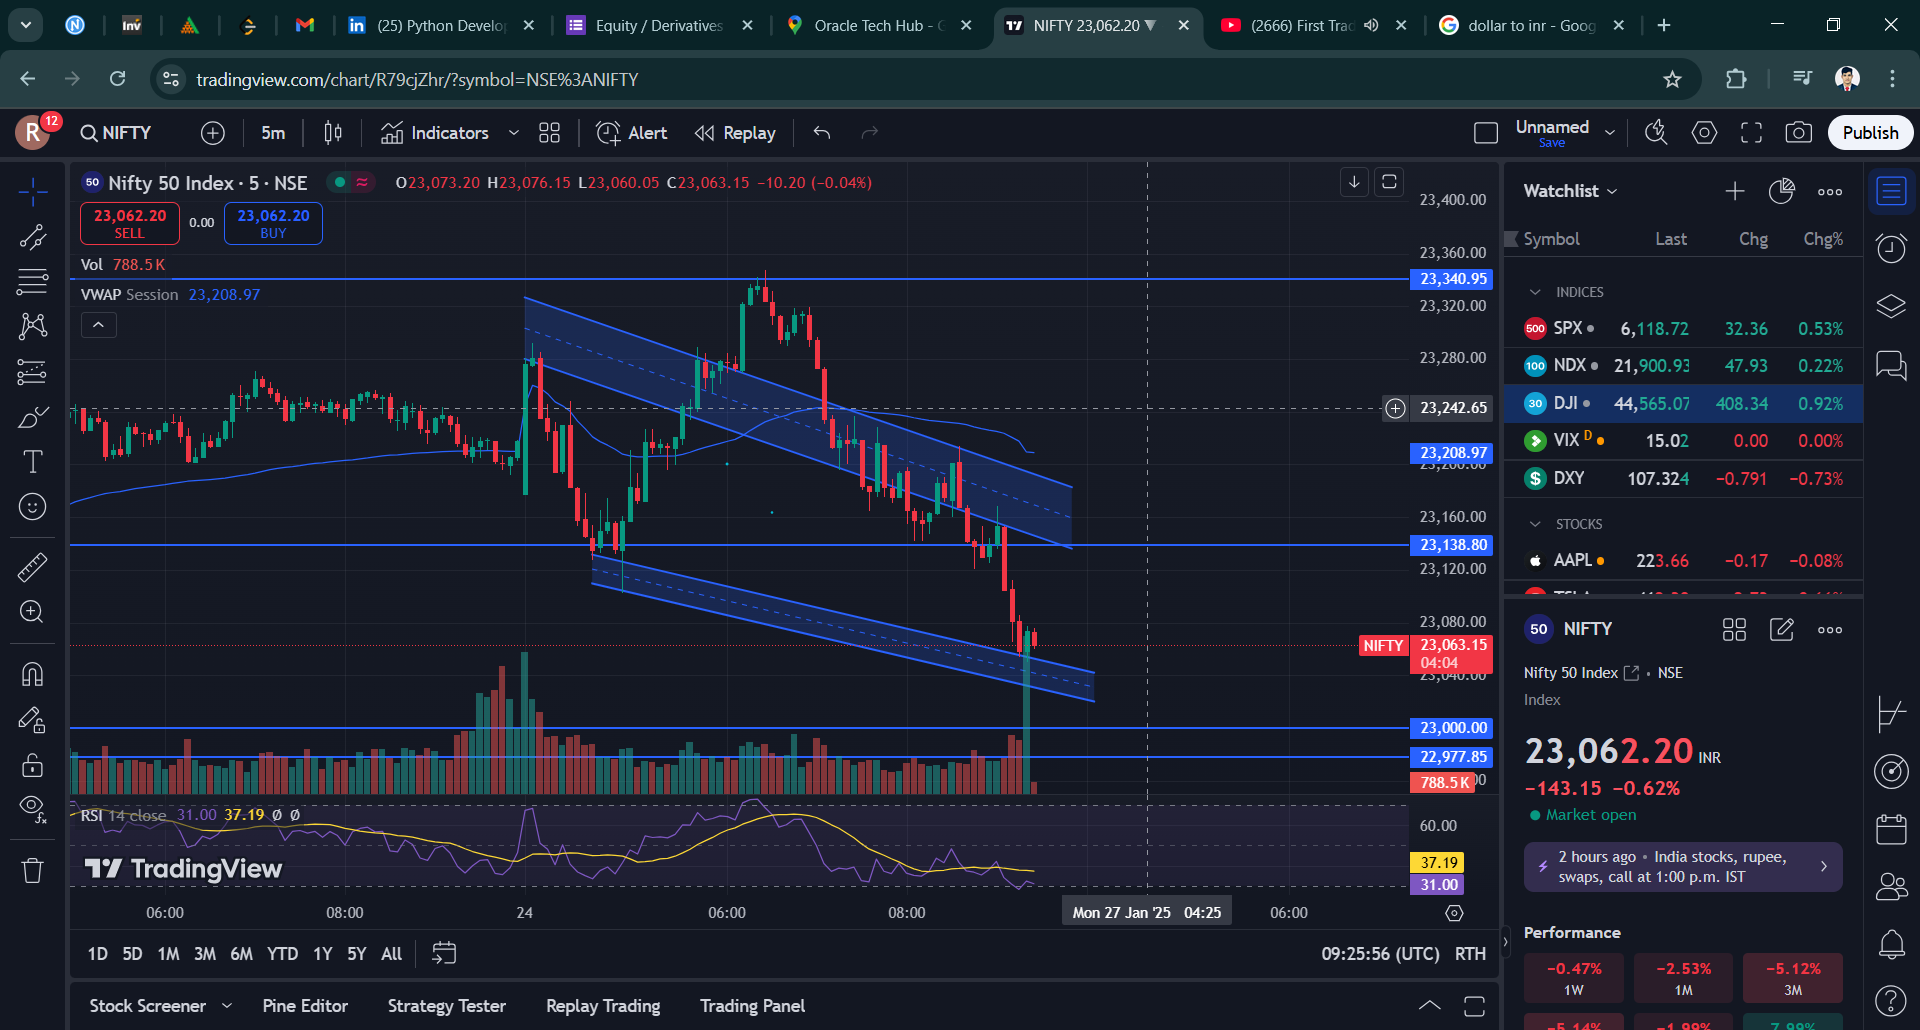 (25) Python Develo
Equity / Derivatives
Oracle Tech Hub - G
NIFTY 23,062.20 ▼
(2666) First Trad
dollar to inr - Goog
tradingview.com/chart/R79cjZhr/?symbol=NSE%3ANIFTY
R
12
NIFTY
5m
Indicators
Alert
Replay
Unnamed
Save
Publish
50 Nifty 50 Index · 5 · NSE
O23,073.20 H23,076.15 L23,060.05 C23,063.15 −10.20 (−0.04%)
23,062.20
SELL
0.00
23,062.20
BUY
Vol 788.5 K
VWAP Session 23,208.97
23,400.00
23,360.00
23,340.95
23,320.00
23,280.00
23,242.65
23,208.97
23,200.00
23,160.00
23,138.80
23,120.00
23,080.00
NIFTY 23,063.15
04:04
23,040.00
23,000.00
22,977.85
788.5 K
RSI 14 close 31.00 37.19 Ø Ø
60.00
37.19
31.00
TradingView
06:00 08:00 24 06:00 08:00 Mon 27 Jan '25 04:25 06:00
1D 5D 1M 3M 6M YTD 1Y 5Y All
09:25:56 (UTC) RTH
Stock Screener Pine Editor Strategy Tester Replay Trading Trading Panel
Watchlist
Symbol Last Chg Chg%
INDICES
500 SPX 6,118.72 32.36 0.53%
100 NDX 21,900.93 47.93 0.22%
30 DJI 44,565.07 408.34 0.92%
VIX D 15.02 0.00 0.00%
$ DXY 107.324 −0.791 −0.73%
STOCKS
AAPL 223.66 −0.17 −0.08%
50 NIFTY
Nifty 50 Index · NSE
Index
23,062.20 INR
−143.15 −0.62%
Market open
2 hours ago · India stocks, rupee,
swaps, call at 1:00 p.m. IST
Performance
−0.47% −2.53% −5.12%
1W 1M 3M